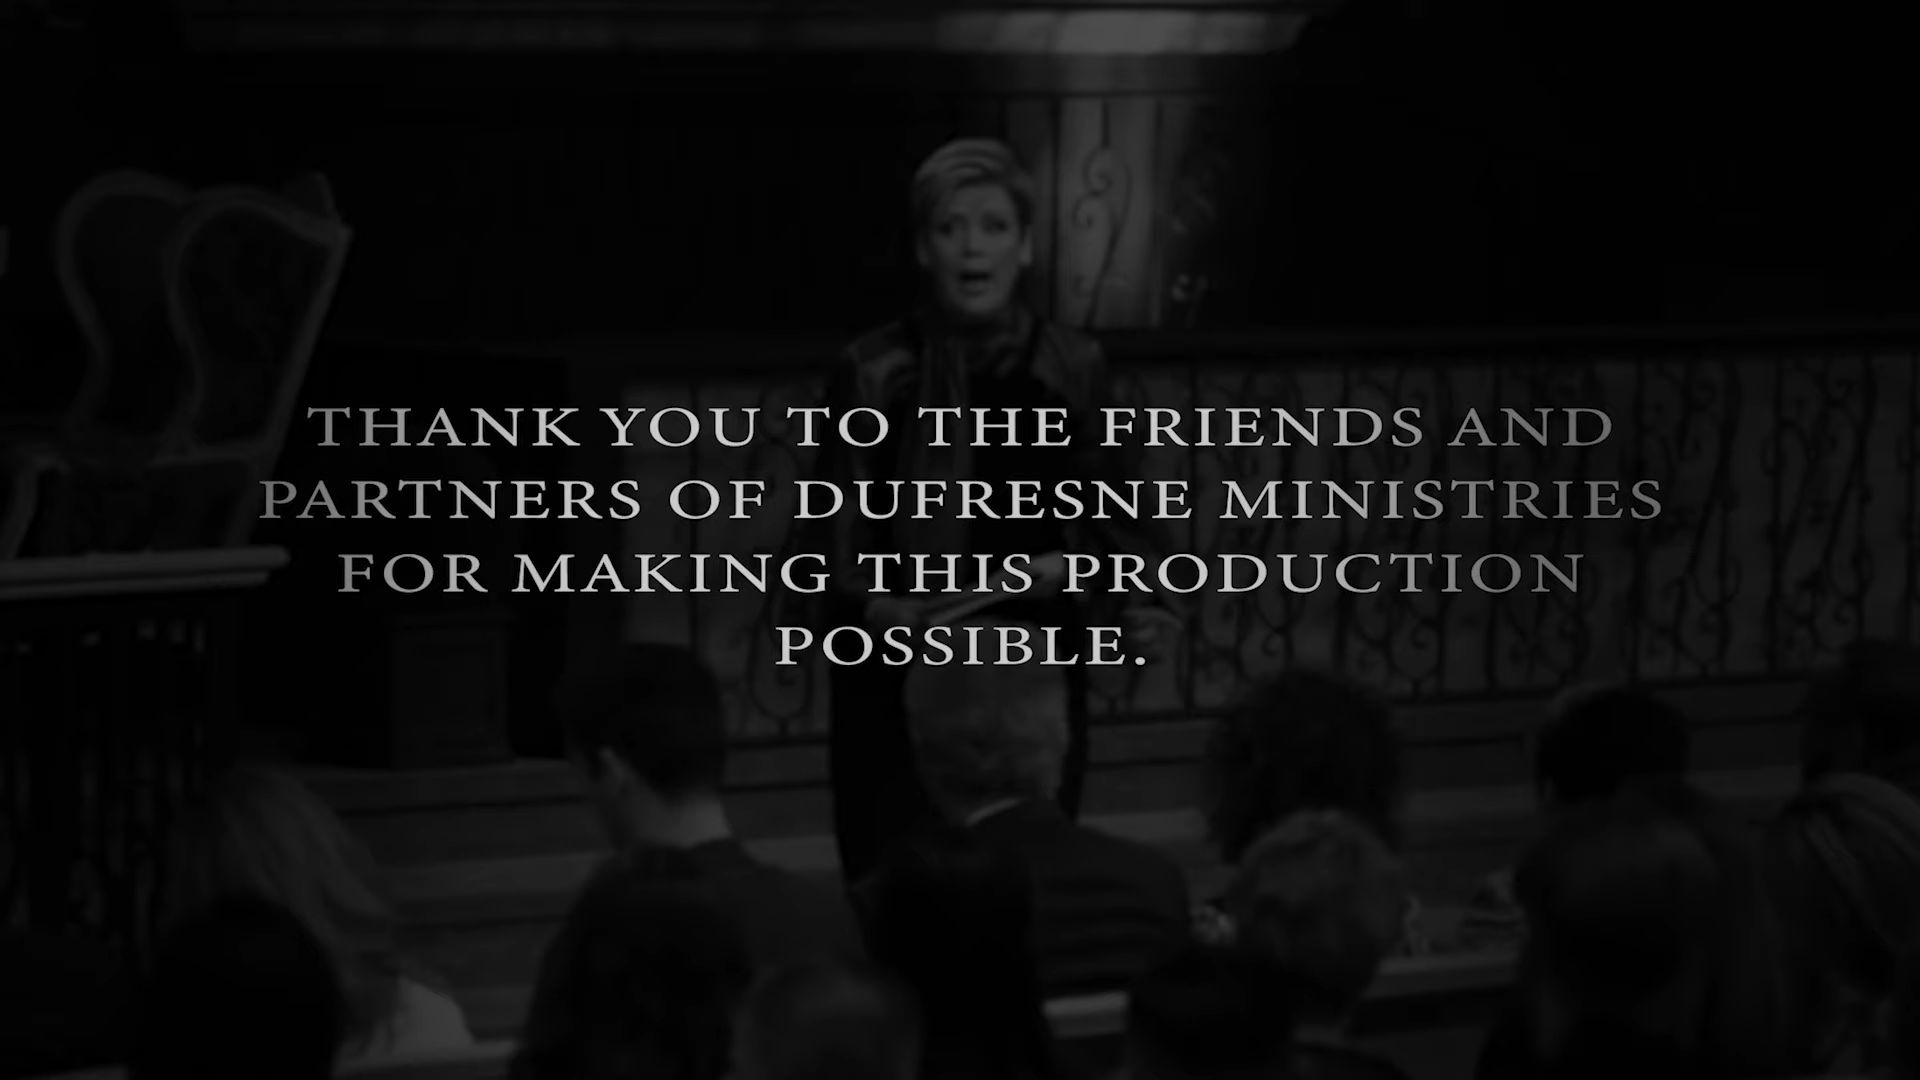 THANK YOU TO THE FRIENDS AND
PARTNERS OF DUFRESNE MINISTRIES
FOR MAKING THIS PRODUCTION
POSSIBLE.